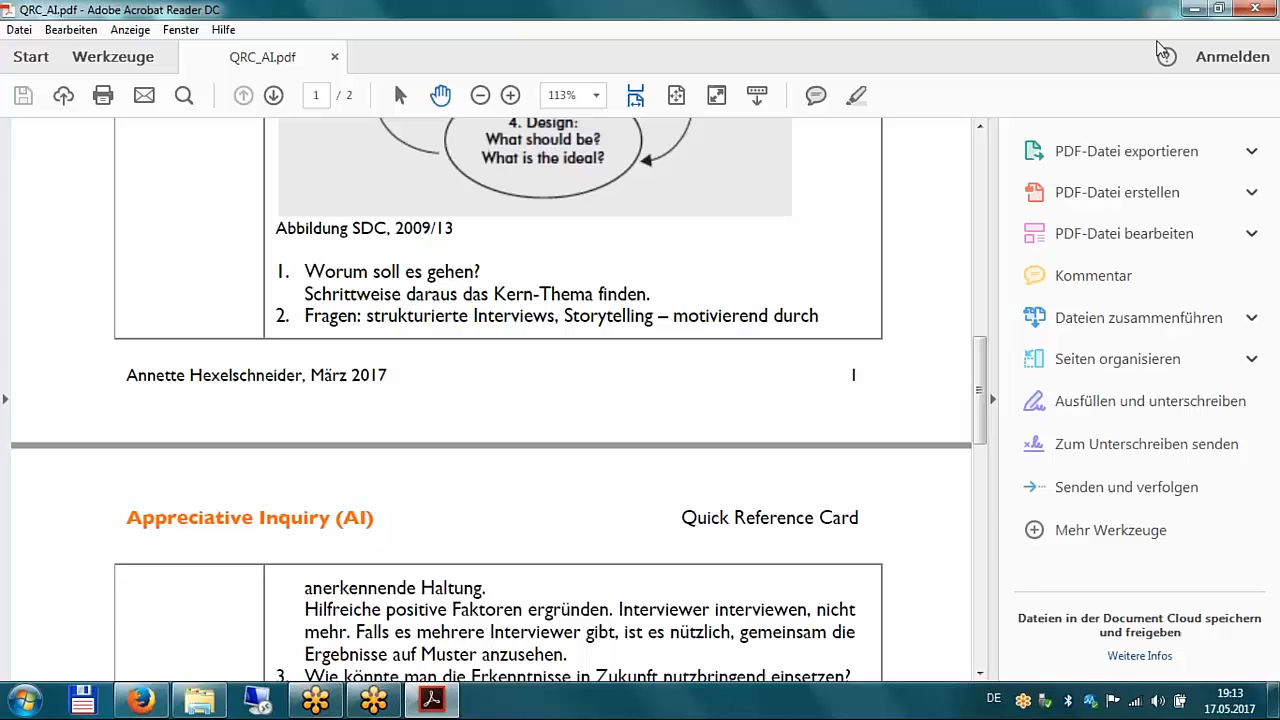 QRC_AI.pdf - Adobe Acrobat Reader DC
Datei Bearbeiten Anzeige Fenster Hilfe
Start Werkzeuge QRC_AI.pdf × Anmelden
1 / 2 113%
4. Design:
What should be?
What is the ideal?
Abbildung SDC, 2009/13
1. Worum soll es gehen?
Schrittweise daraus das Kern-Thema finden.
2. Fragen: strukturierte Interviews, Storytelling – motivierend durch
Annette Hexelschneider, März 2017 1
Appreciative Inquiry (AI) Quick Reference Card
anerkennende Haltung.
Hilfreiche positive Faktoren ergründen. Interviewer interviewen, nicht
mehr. Falls es mehrere Interviewer gibt, ist es nützlich, gemeinsam die
Ergebnisse auf Muster anzusehen.
3. Wie könnte man die Erkenntnisse in Zukunft nutzbringend einsetzen?
PDF-Datei exportieren
PDF-Datei erstellen
PDF-Datei bearbeiten
Kommentar
Dateien zusammenführen
Seiten organisieren
Ausfüllen und unterschreiben
Zum Unterschreiben senden
Senden und verfolgen
Mehr Werkzeuge
Dateien in der Document Cloud speichern
und freigeben
Weitere Infos
DE 19:13
17.05.2017